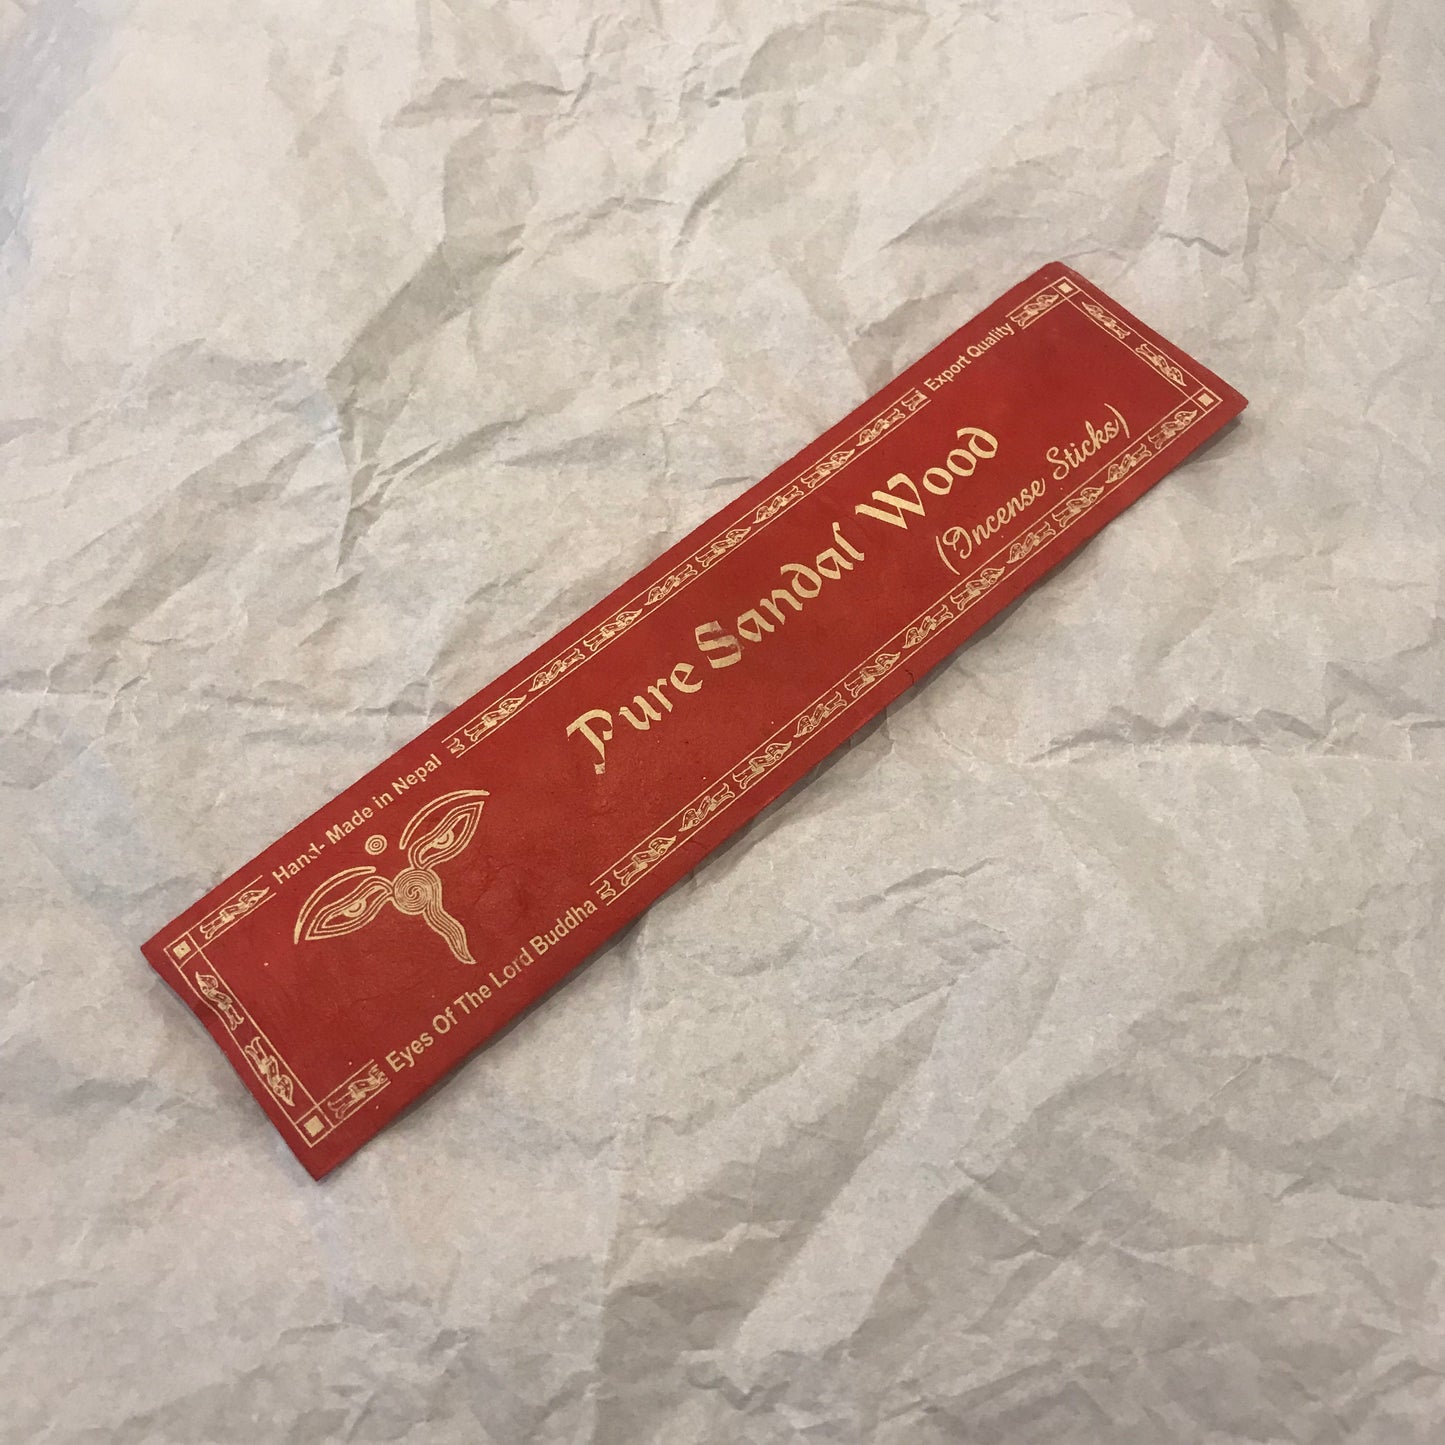 Hand- Made in Nepal
Export Quality
Pure Sandal Wood
(Incense Sticks)
Eyes Of The Lord Buddha